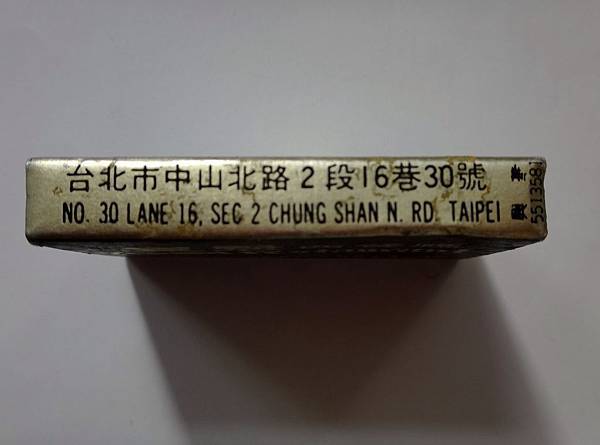 台北市中山北路2段16巷30號
NO. 30 LANE 16, SEC 2 CHUNG SHAN N. RD. TAIPEI
5513581